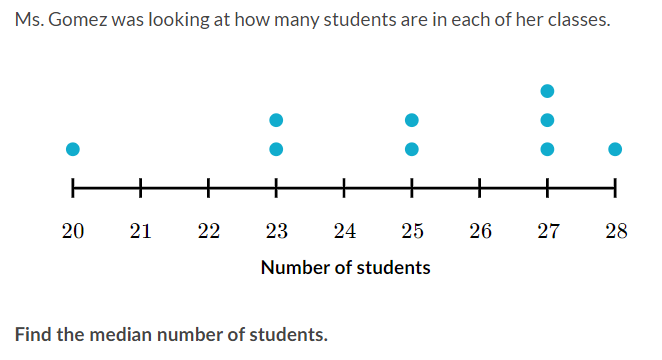 Ms. Gomez was looking at how many students are in each of her classes.
20 21 22 23 24 25 26 27 28
Number of students
Find the median number of students.